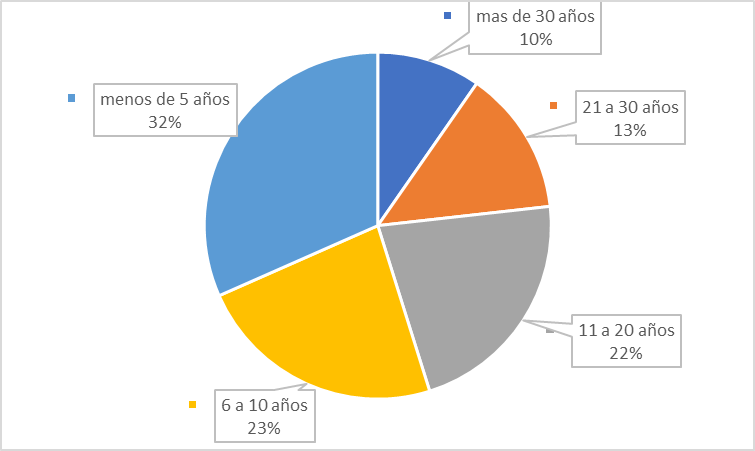 mas de 30 años
10%
21 a 30 años
13%
11 a 20 años
22%
6 a 10 años
23%
menos de 5 años
32%